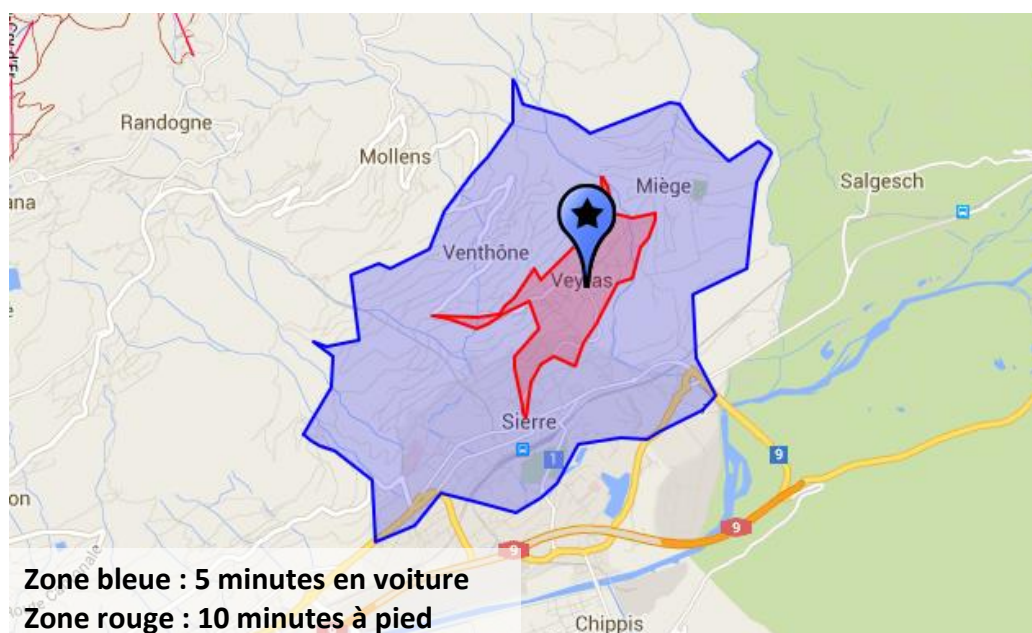 Randogne
Mollens
Miège
Salgesch
ana
Venthône
Veyras
Sierre
1
9
9
9
on
Chippis
Zone bleue : 5 minutes en voiture
Zone rouge : 10 minutes à pied